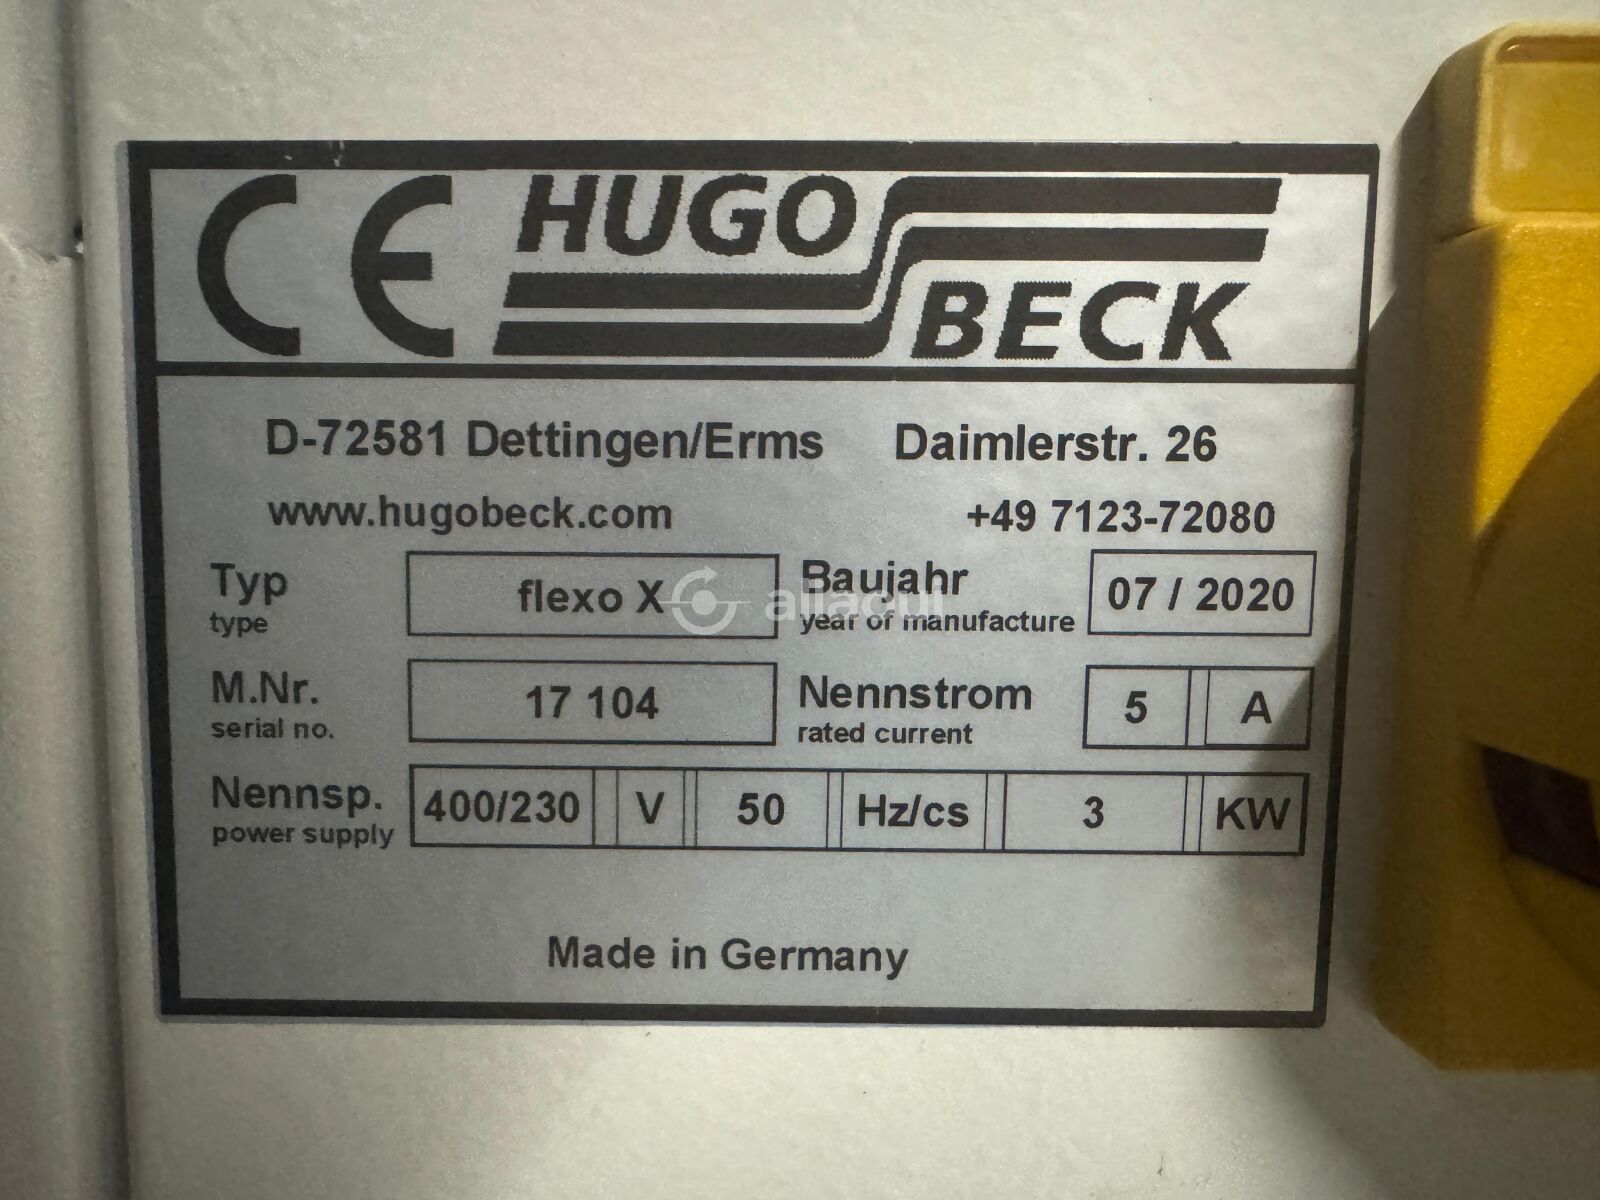 CE HUGO BECK
D-72581 Dettingen/Erms Daimlerstr. 26
www.hugobeck.com +49 7123-72080
Typ flexo X Baujahr 07 / 2020
type year of manufacture
M.Nr. 17 104 Nennstrom 5 A
serial no. rated current
Nennsp. 400/230 V 50 Hz/cs 3 KW
power supply
Made in Germany